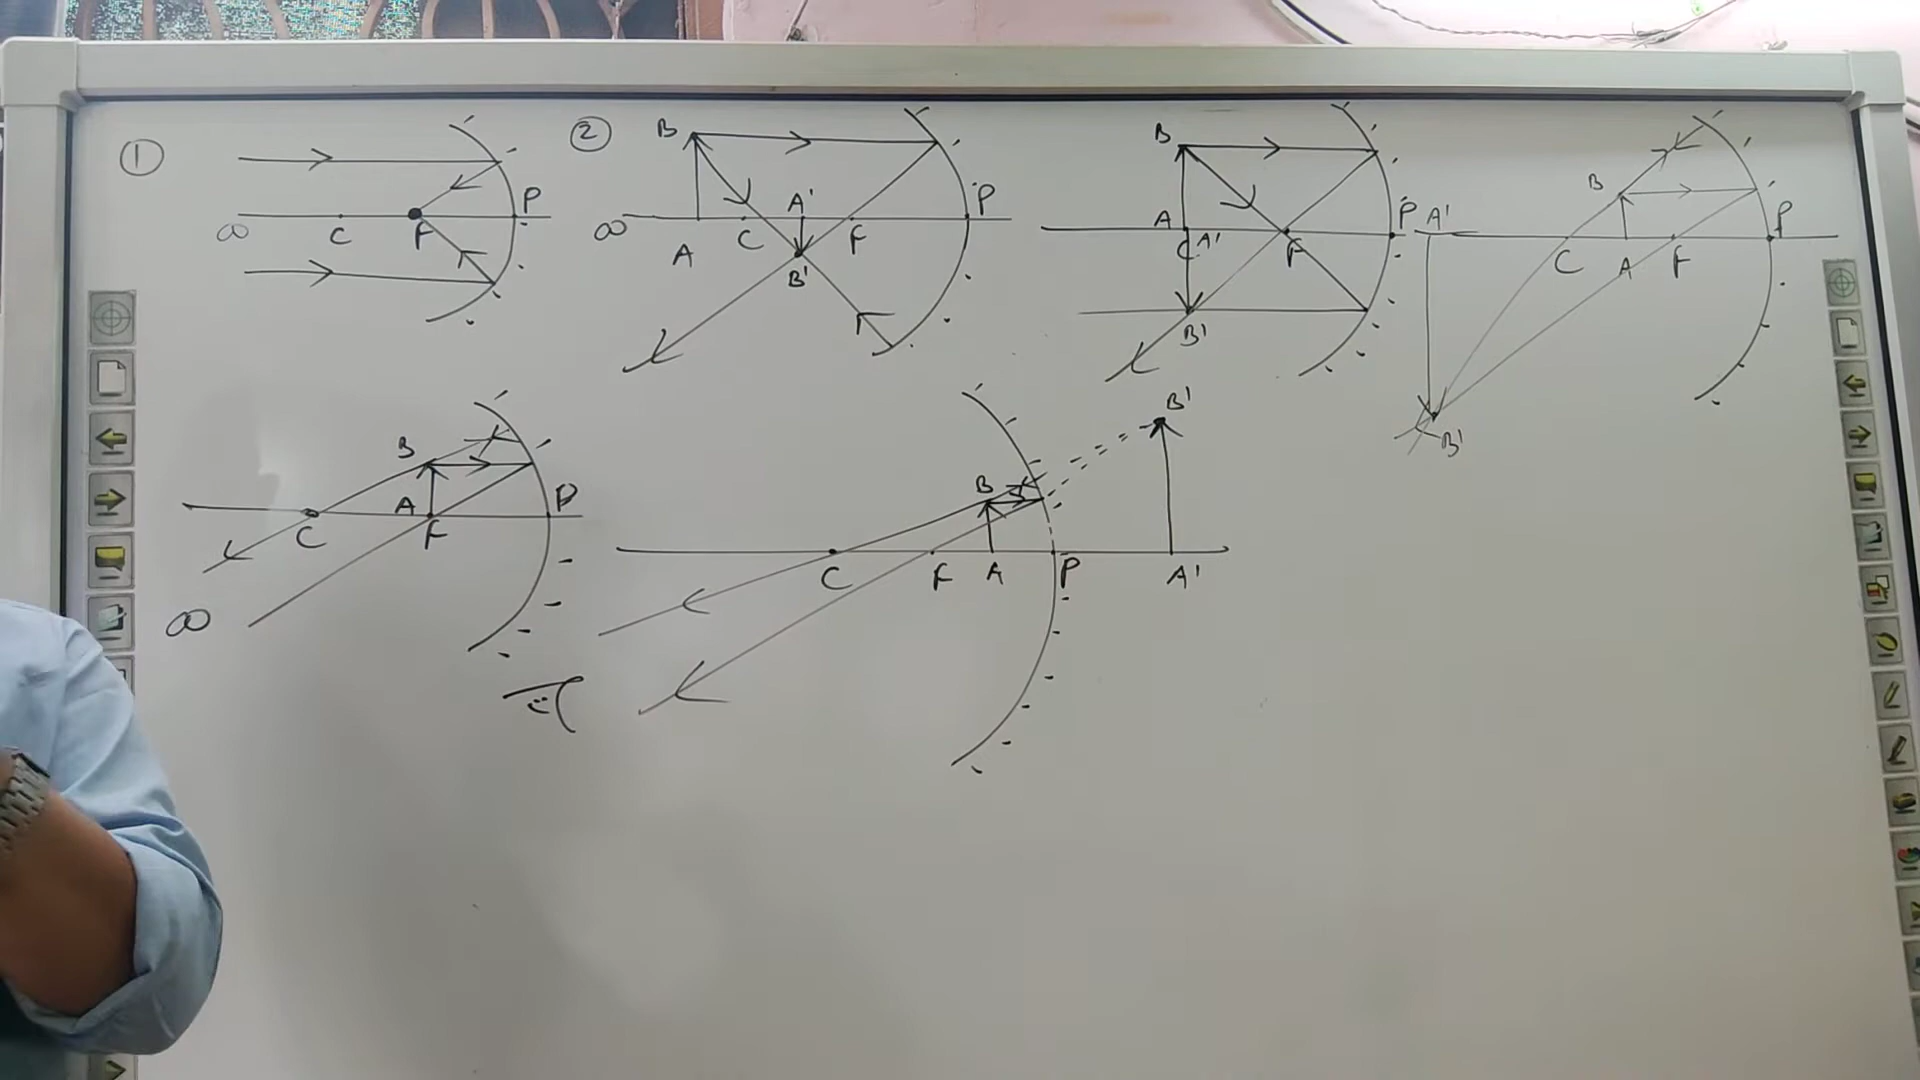 ①
∞ C F P
②
B
A'
P
∞ A C F
B'
B
A P
C A' F
B'
B
A' P
C A F
B'
B
A P
C F
∞
B'
B
C F A P A'